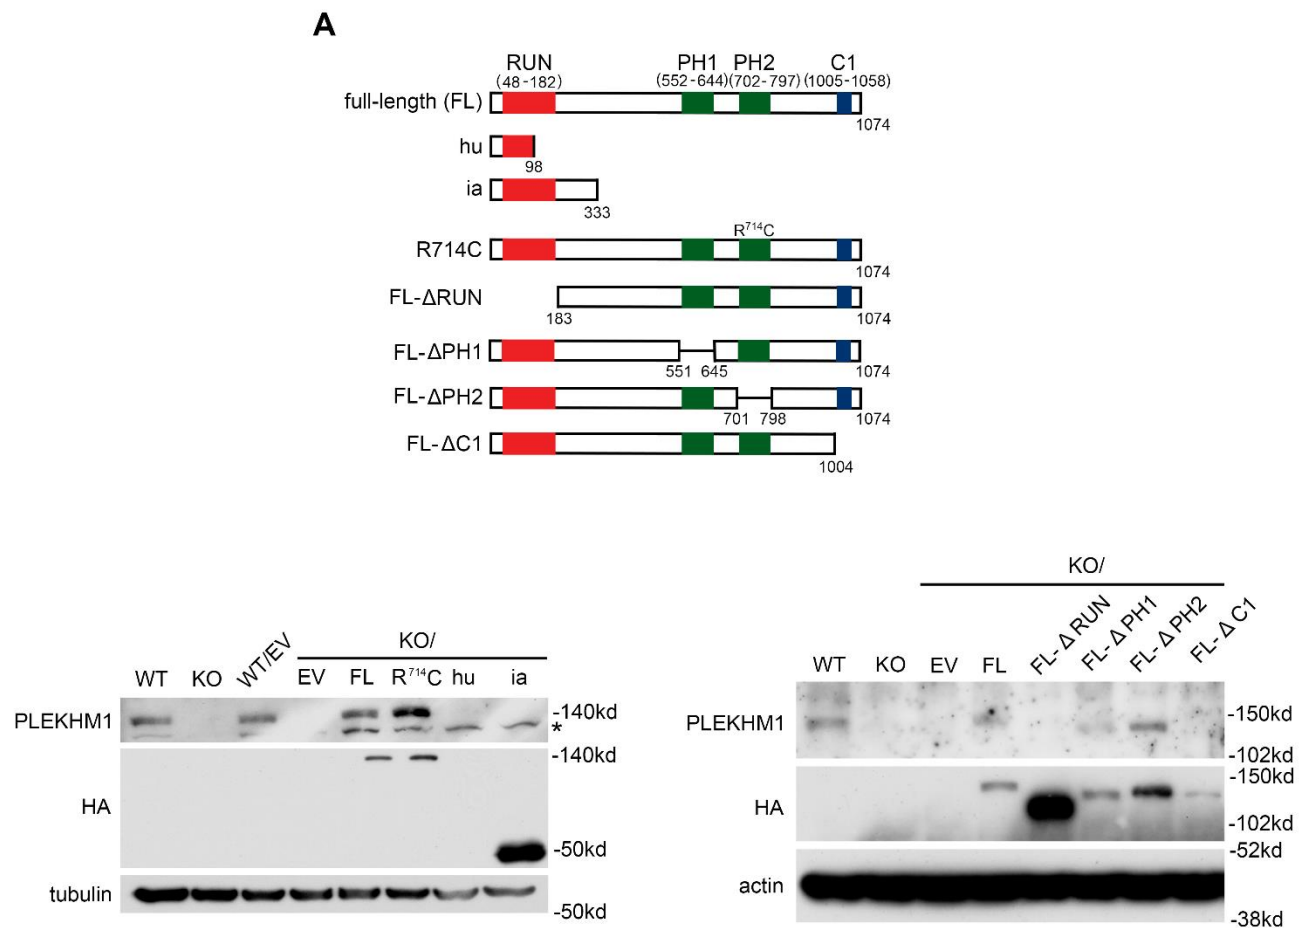 A
RUN PH1 PH2 C1
(48-182) (552-644) (702-797) (1005-1058)
full-length (FL)
1074
hu
98
ia
333
R⁷¹⁴C
R714C
1074
FL-ΔRUN
183 1074
FL-ΔPH1
551 645 1074
FL-ΔPH2
701 798 1074
FL-ΔC1
1004
KO/
WT KO WT/EV EV FL R⁷¹⁴C hu ia
PLEKHM1 -140kd
*
-140kd
HA
-50kd
tubulin
-50kd
KO/
WT KO EV FL FL-ΔRUN FL-ΔPH1 FL-ΔPH2 FL-ΔC1
-150kd
PLEKHM1
-102kd
-150kd
HA
-102kd
-52kd
actin
-38kd